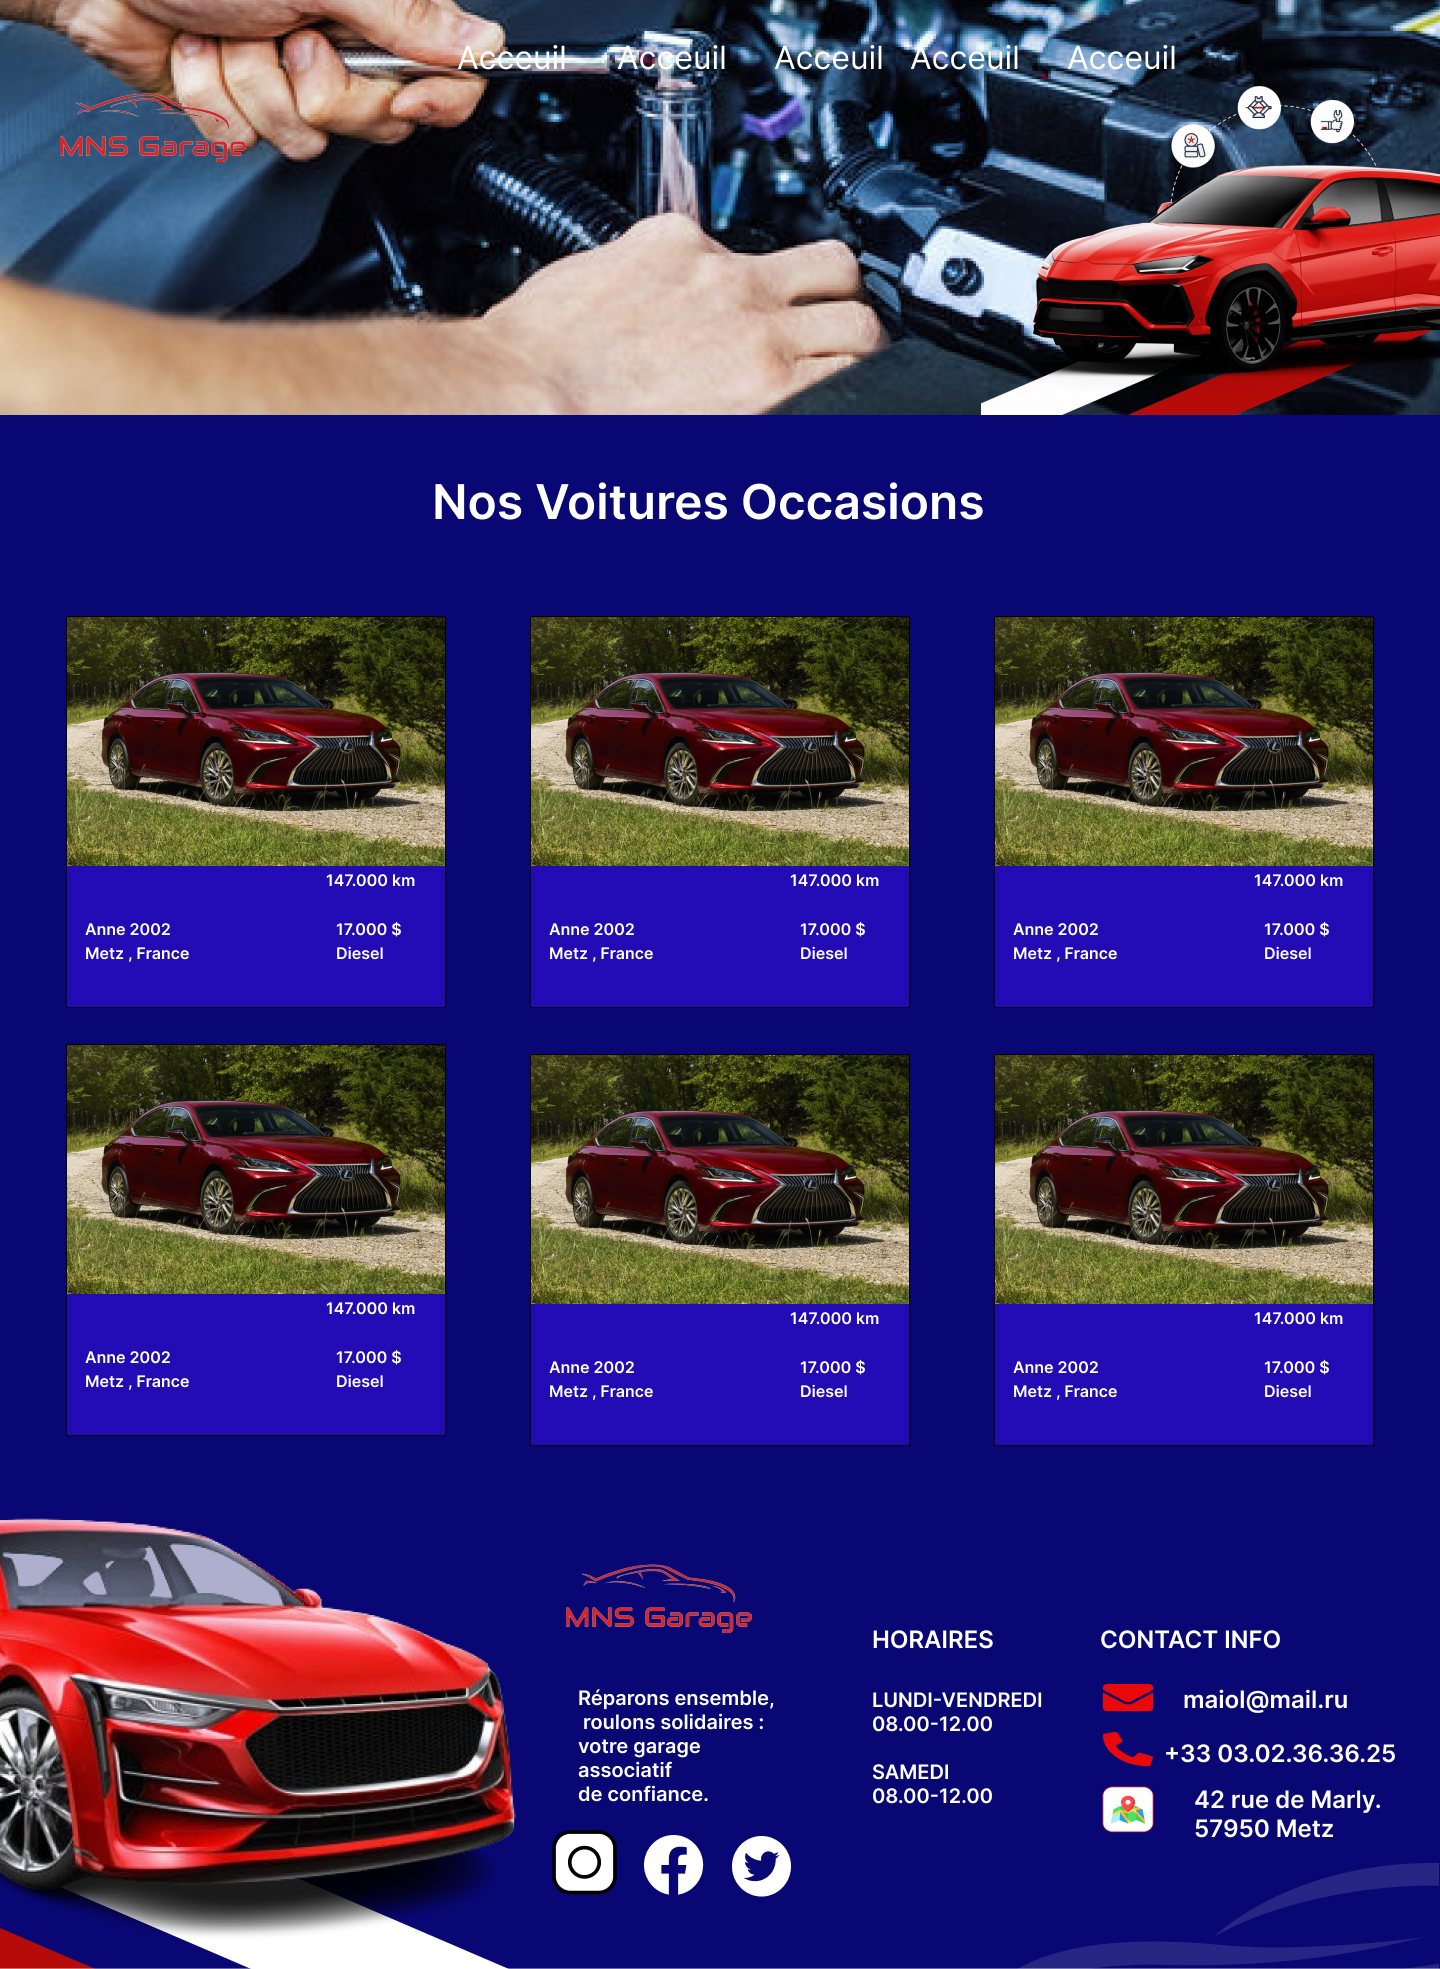 Acceuil Acceuil Acceuil Acceuil Acceuil
MNS Garage
Nos Voitures Occasions
147.000 km
Anne 2002 17.000 $
Metz , France Diesel
147.000 km
Anne 2002 17.000 $
Metz , France Diesel
147.000 km
Anne 2002 17.000 $
Metz , France Diesel
147.000 km
Anne 2002 17.000 $
Metz , France Diesel
147.000 km
Anne 2002 17.000 $
Metz , France Diesel
147.000 km
Anne 2002 17.000 $
Metz , France Diesel
MNS Garage
Réparons ensemble,
roulons solidaires :
votre garage
associatif
de confiance.
HORAIRES
LUNDI-VENDREDI
08.00-12.00
SAMEDI
08.00-12.00
CONTACT INFO
maiol@mail.ru
+33 03.02.36.36.25
42 rue de Marly.
57950 Metz